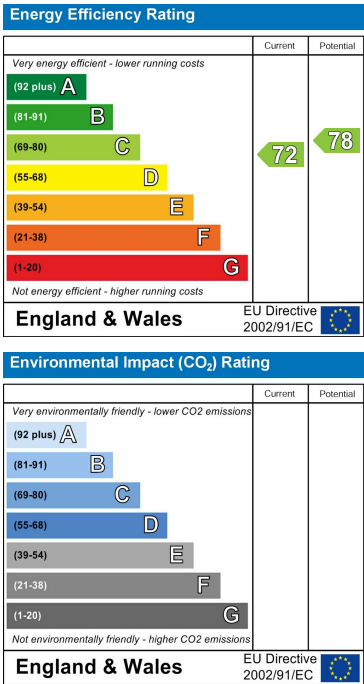 Energy Efficiency Rating
Current Potential
Very energy efficient - lower running costs
(92 plus) A
(81-91) B
(69-80) C
(55-68) D
(39-54) E
(21-38) F
(1-20) G
72
78
Not energy efficient - higher running costs
England & Wales
EU Directive
2002/91/EC
Environmental Impact (CO₂) Rating
Current Potential
Very environmentally friendly - lower CO2 emissions
(92 plus) A
(81-91) B
(69-80) C
(55-68) D
(39-54) E
(21-38) F
(1-20) G
Not environmentally friendly - higher CO2 emissions
England & Wales
EU Directive
2002/91/EC